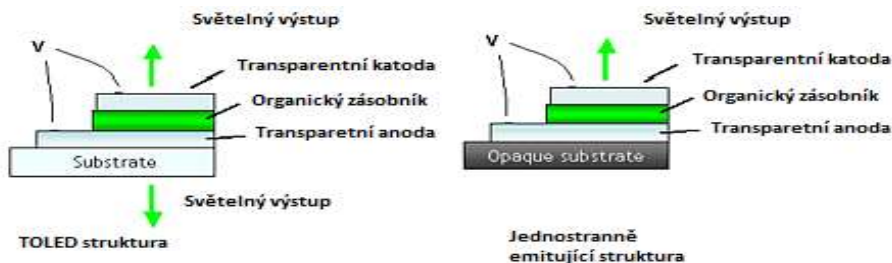 Světelný výstup
V
Transparentní katoda
Organický zásobník
Transparetní anoda
Substrate
Světelný výstup
TOLED struktura
Světelný výstup
V
Transparentní katoda
Organický zásobník
Transparetní anoda
Opaque substrate
Jednostranně
emitující struktura